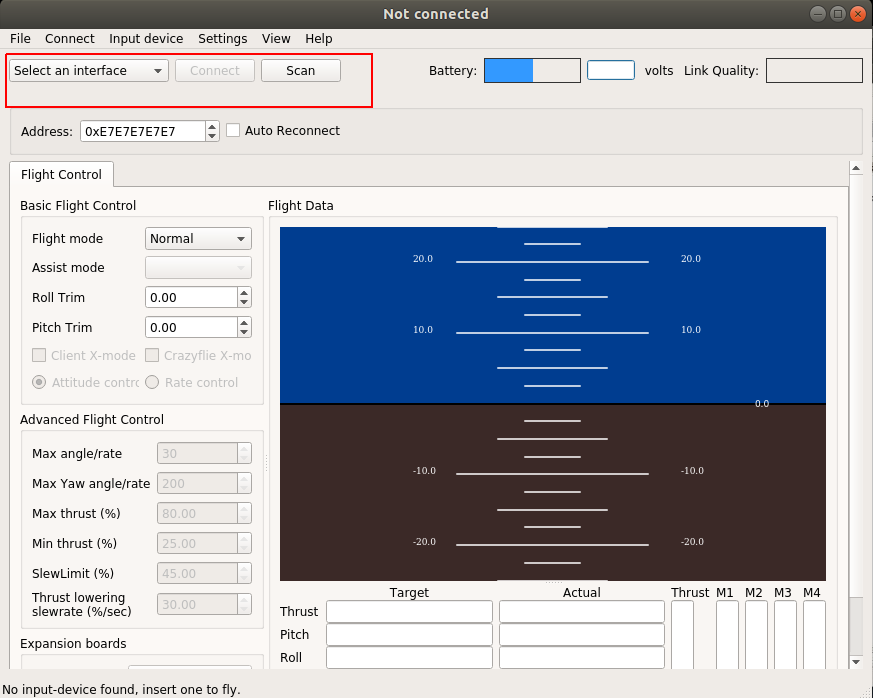 Not connected
File Connect Input device Settings View Help
Select an interface Connect Scan Battery: volts Link Quality:
Address: 0xE7E7E7E7E7 Auto Reconnect
Flight Control
Basic Flight Control Flight Data
Flight mode Normal
Assist mode
Roll Trim 0.00
Pitch Trim 0.00
Client X-mode Crazyflie X-mo
Attitude contro Rate control
Advanced Flight Control
Max angle/rate 30
Max Yaw angle/rate 200
Max thrust (%) 80.00
Min thrust (%) 25.00
SlewLimit (%) 45.00
Thrust lowering
slewrate (%/sec) 30.00
Expansion boards
20.0 20.0
10.0 10.0
0.0
-10.0 -10.0
-20.0 -20.0
Target Actual Thrust M1 M2 M3 M4
Thrust
Pitch
Roll
No input-device found, insert one to fly.